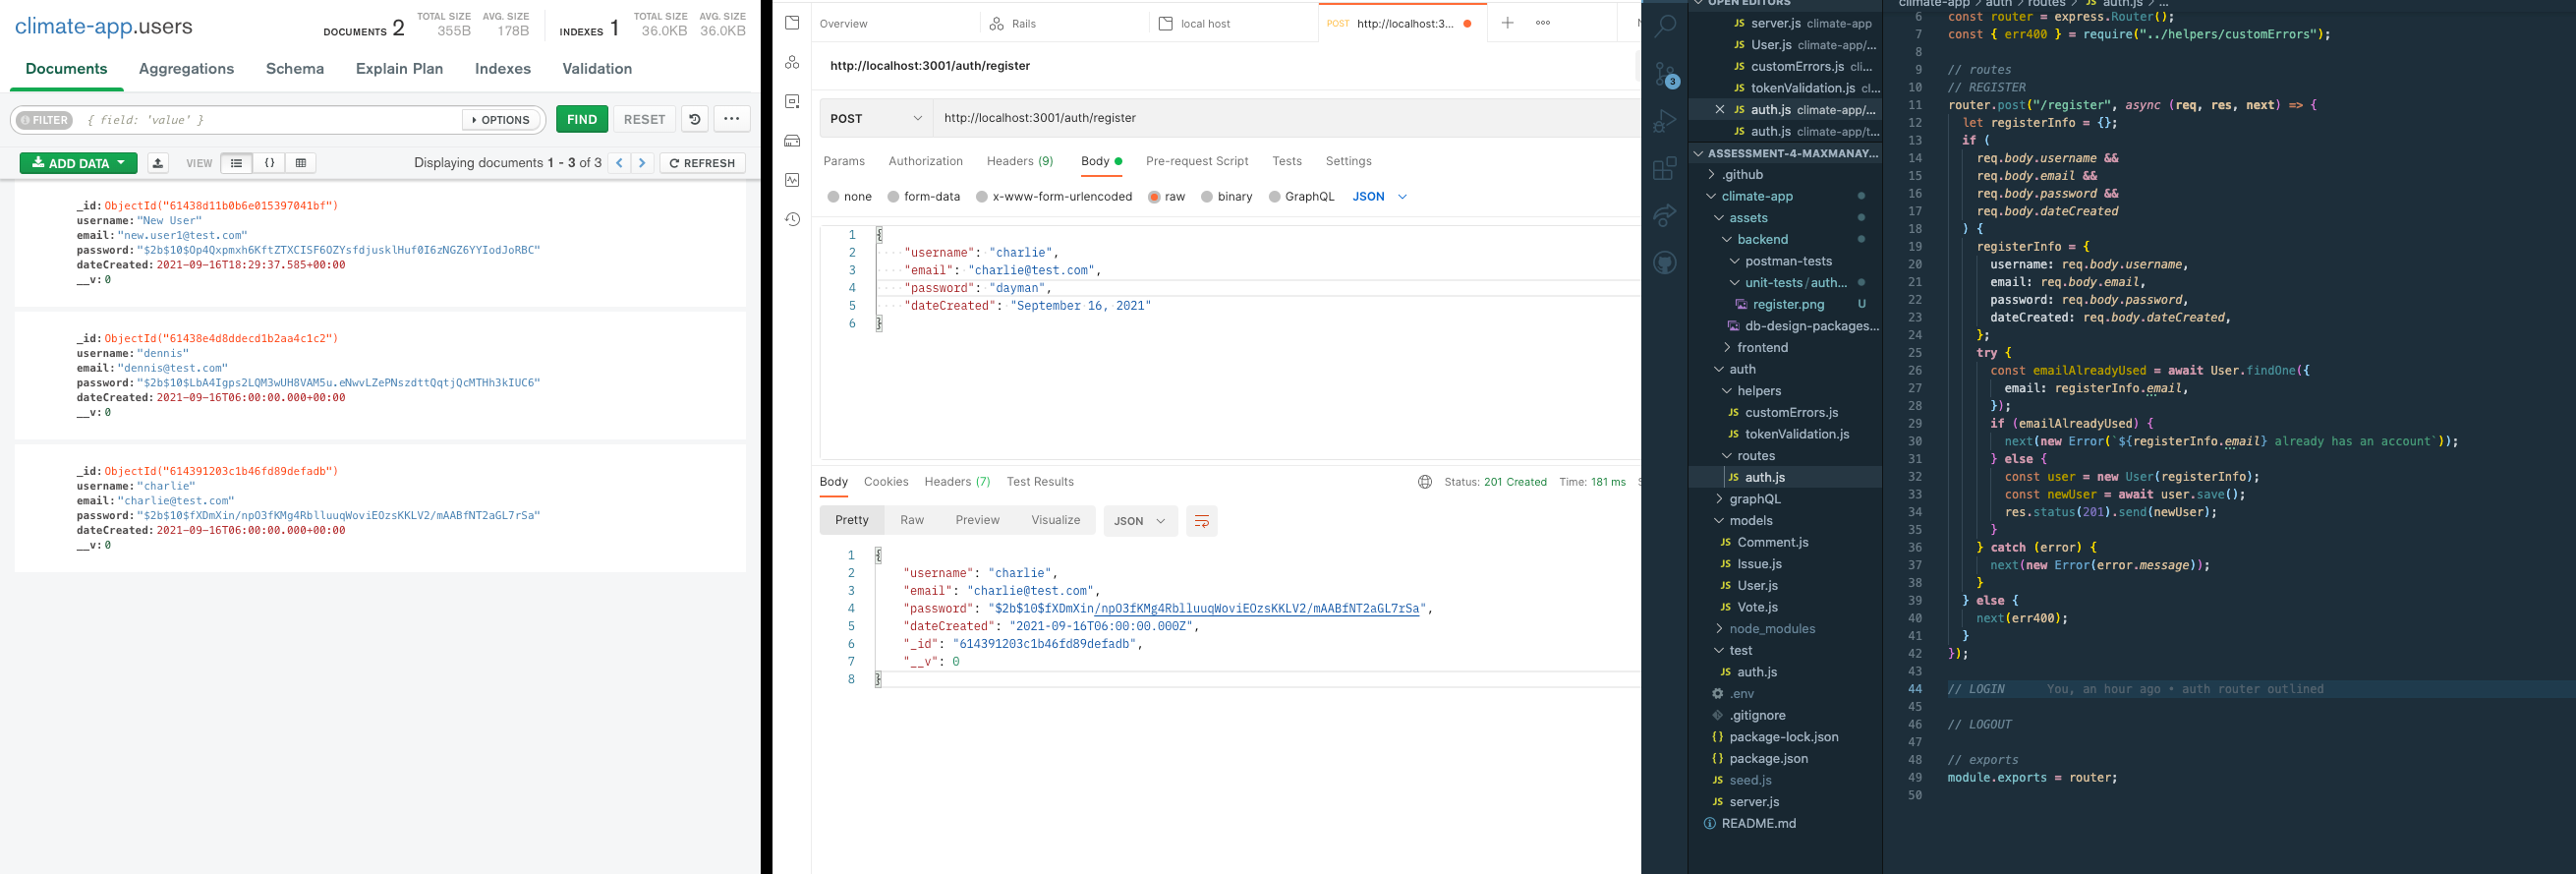 climate-app.users
DOCUMENTS 2 TOTAL SIZE 355B AVG. SIZE 178B INDEXES 1 TOTAL SIZE 36.0KB AVG. SIZE 36.0KB
Documents Aggregations Schema Explain Plan Indexes Validation
FILTER { field: 'value' } OPTIONS FIND RESET ...
ADD DATA VIEW {} Displaying documents 1 - 3 of 3 < > REFRESH
_id: ObjectId("61438d11b0b6e015397041bf")
username: "New User"
email: "new.user1@test.com"
password: "$2b$10$Op4Qxpmxh6KftZTXCISF6OZYsfdjusklHuf0I6zNGZ6YYIodJoRBC"
dateCreated: 2021-09-16T18:29:37.585+00:00
__v: 0
_id: ObjectId("61438e4d8ddecd1b2aa4c1c2")
username: "dennis"
email: "dennis@test.com"
password: "$2b$10$LbA4Igps2LQM3wUH8VAM5u.eNwvLZePNszdttQqtjQcMTHh3kIUC6"
dateCreated: 2021-09-16T06:00:00.000+00:00
__v: 0
_id: ObjectId("614391203c1b46fd89defadb")
username: "charlie"
email: "charlie@test.com"
password: "$2b$10$fXDmXin/npO3fKMg4RblluuqWoviEOzsKKLV2/mAABfNT2aGL7rSa"
dateCreated: 2021-09-16T06:00:00.000+00:00
__v: 0
Overview Rails local host POST http://localhost:3... + ooo
http://localhost:3001/auth/register
POST http://localhost:3001/auth/register
Params Authorization Headers (9) Body Pre-request Script Tests Settings
none form-data x-www-form-urlencoded raw binary GraphQL JSON
1 {
2 "username": "charlie",
3 "email": "charlie@test.com",
4 "password": "dayman",
5 "dateCreated": "September 16, 2021"
6 }
Body Cookies Headers (7) Test Results Status: 201 Created Time: 181 ms
Pretty Raw Preview Visualize JSON
1 {
2 "username": "charlie",
3 "email": "charlie@test.com",
4 "password": "$2b$10$fXDmXin/npO3fKMg4RblluuqWoviEOzsKKLV2/mAABfNT2aGL7rSa",
5 "dateCreated": "2021-09-16T06:00:00.000Z",
6 "_id": "614391203c1b46fd89defadb",
7 "__v": 0
8 }
3
OPEN EDITORS
JS server.js climate-app
JS User.js climate-app/...
JS customErrors.js cli...
JS tokenValidation.js cl...
JS auth.js climate-app/...
JS auth.js climate-app/t...
ASSESSMENT-4-MAXMANAY...
.github
climate-app
assets
backend
postman-tests
unit-tests/auth...
register.png U
db-design-packages...
frontend
auth
helpers
JS customErrors.js
JS tokenValidation.js
routes
JS auth.js
graphQL
models
JS Comment.js
JS Issue.js
JS User.js
JS Vote.js
node_modules
test
JS auth.js
.env
.gitignore
{} package-lock.json
{} package.json
JS seed.js
JS server.js
README.md
climate-app > auth > routes > JS auth.js > ...
6 const router = express.Router();
7 const { err400 } = require("../helpers/customErrors");
8
9 // routes
10 // REGISTER
11 router.post("/register", async (req, res, next) => {
12 let registerInfo = {};
13 if (
14 req.body.username &&
15 req.body.email &&
16 req.body.password &&
17 req.body.dateCreated
18 ) {
19 registerInfo = {
20 username: req.body.username,
21 email: req.body.email,
22 password: req.body.password,
23 dateCreated: req.body.dateCreated,
24 };
25 try {
26 const emailAlreadyUsed = await User.findOne({
27 email: registerInfo.email,
28 });
29 if (emailAlreadyUsed) {
30 next(new Error(`${registerInfo.email} already has an account`));
31 } else {
32 const user = new User(registerInfo);
33 const newUser = await user.save();
34 res.status(201).send(newUser);
35 }
36 } catch (error) {
37 next(new Error(error.message));
38 }
39 } else {
40 next(err400);
41 }
42 });
43
44 // LOGIN You, an hour ago • auth router outlined
45
46 // LOGOUT
47
48 // exports
49 module.exports = router;
50